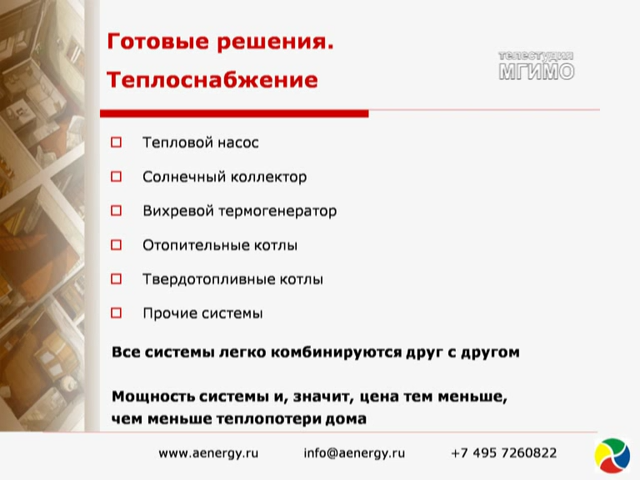 Готовые решения.
Теплоснабжение
телестудия
МГИМО
Тепловой насос
Солнечный коллектор
Вихревой термогенератор
Отопительные котлы
Твердотопливные котлы
Прочие системы
Все системы легко комбинируются друг с другом
Мощность системы и, значит, цена тем меньше,
чем меньше теплопотери дома
www.aenergy.ru info@aenergy.ru +7 495 7260822